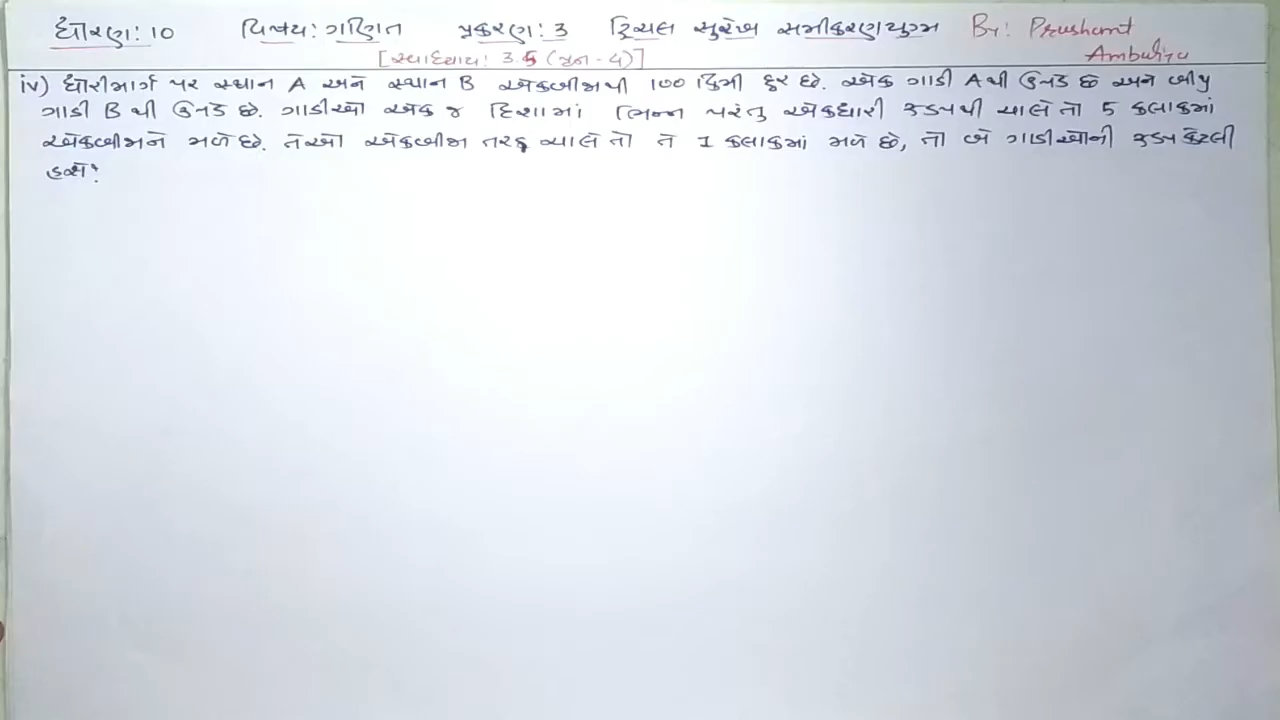 ધોરણ: 10 વિષય: ગણિત પ્રકરણ: 3 દ્વિચલ સુરેખ સમીકરણયુગ્મ By: Prashant Ambaliya
[સ્વાધ્યાય: 3.5 (પ્રશ્ન - 4)]
iv) ધોરીમાર્ગ પર સ્થાન A અને સ્થાન B એકબીજાથી 100 કિમી દુર છે. એક ગાડી A થી ઉપડે છે અને બીજી
ગાડી B થી ઉપડે છે. ગાડીઓ એક જ દિશામાં ભિન્ન પરંતુ એકધારી ઝડપથી ચાલે તો 5 કલાકમાં
એકબીજાને મળે છે. તેઓ એકબીજા તરફ ચાલે તો તે 1 કલાકમાં મળે છે, તો બે ગાડીઓની ઝડપ કેટલી
હશે?